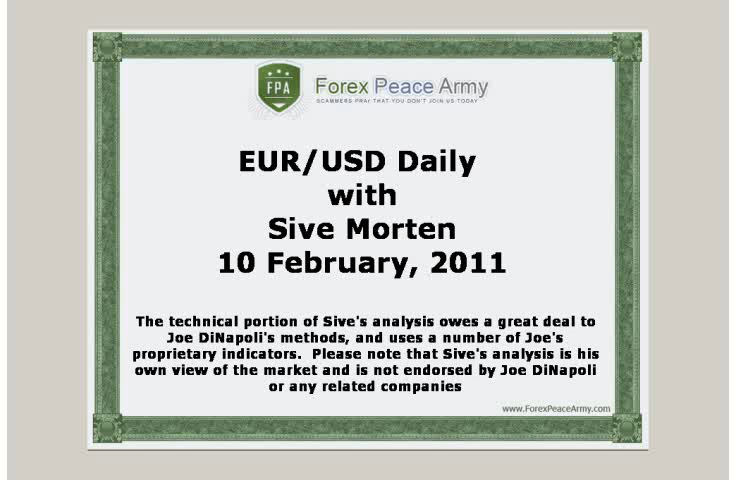 FPA
Forex Peace Army
SCAMMERS PRAY THAT YOU DON'T JOIN US TODAY
EUR/USD Daily
with
Sive Morten
10 February, 2011
The technical portion of Sive's analysis owes a great deal to
Joe DiNapoli's methods, and uses a number of Joe's
proprietary indicators.  Please note that Sive's analysis is his
own view of the market and is not endorsed by Joe DiNapoli
or any related companies
www.ForexPeaceArmy.com